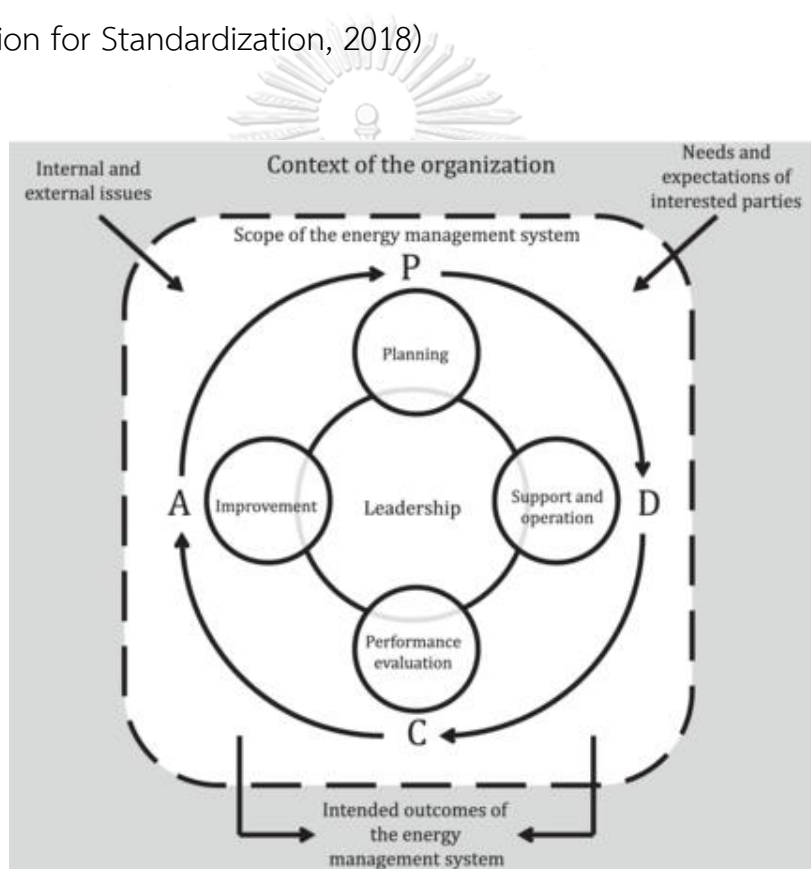 ion for Standardization, 2018)
Internal and
external issues
Context of the organization
Needs and
expectations of
interested parties
Scope of the energy management system
P
Planning
A
Improvement
Leadership
Support and
operation
D
Performance
evaluation
C
Intended outcomes of
the energy
management system